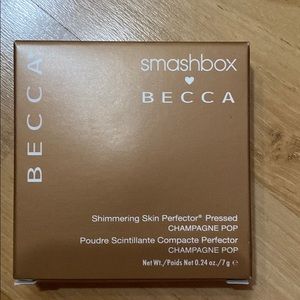 BECCA
smashbox
BECCA
Shimmering Skin Perfector® Pressed
CHAMPAGNE POP
Poudre Scintillante Compacte Perfector
CHAMPAGNE POP
Net Wt./Poids Net 0.24 oz./7 g ℮